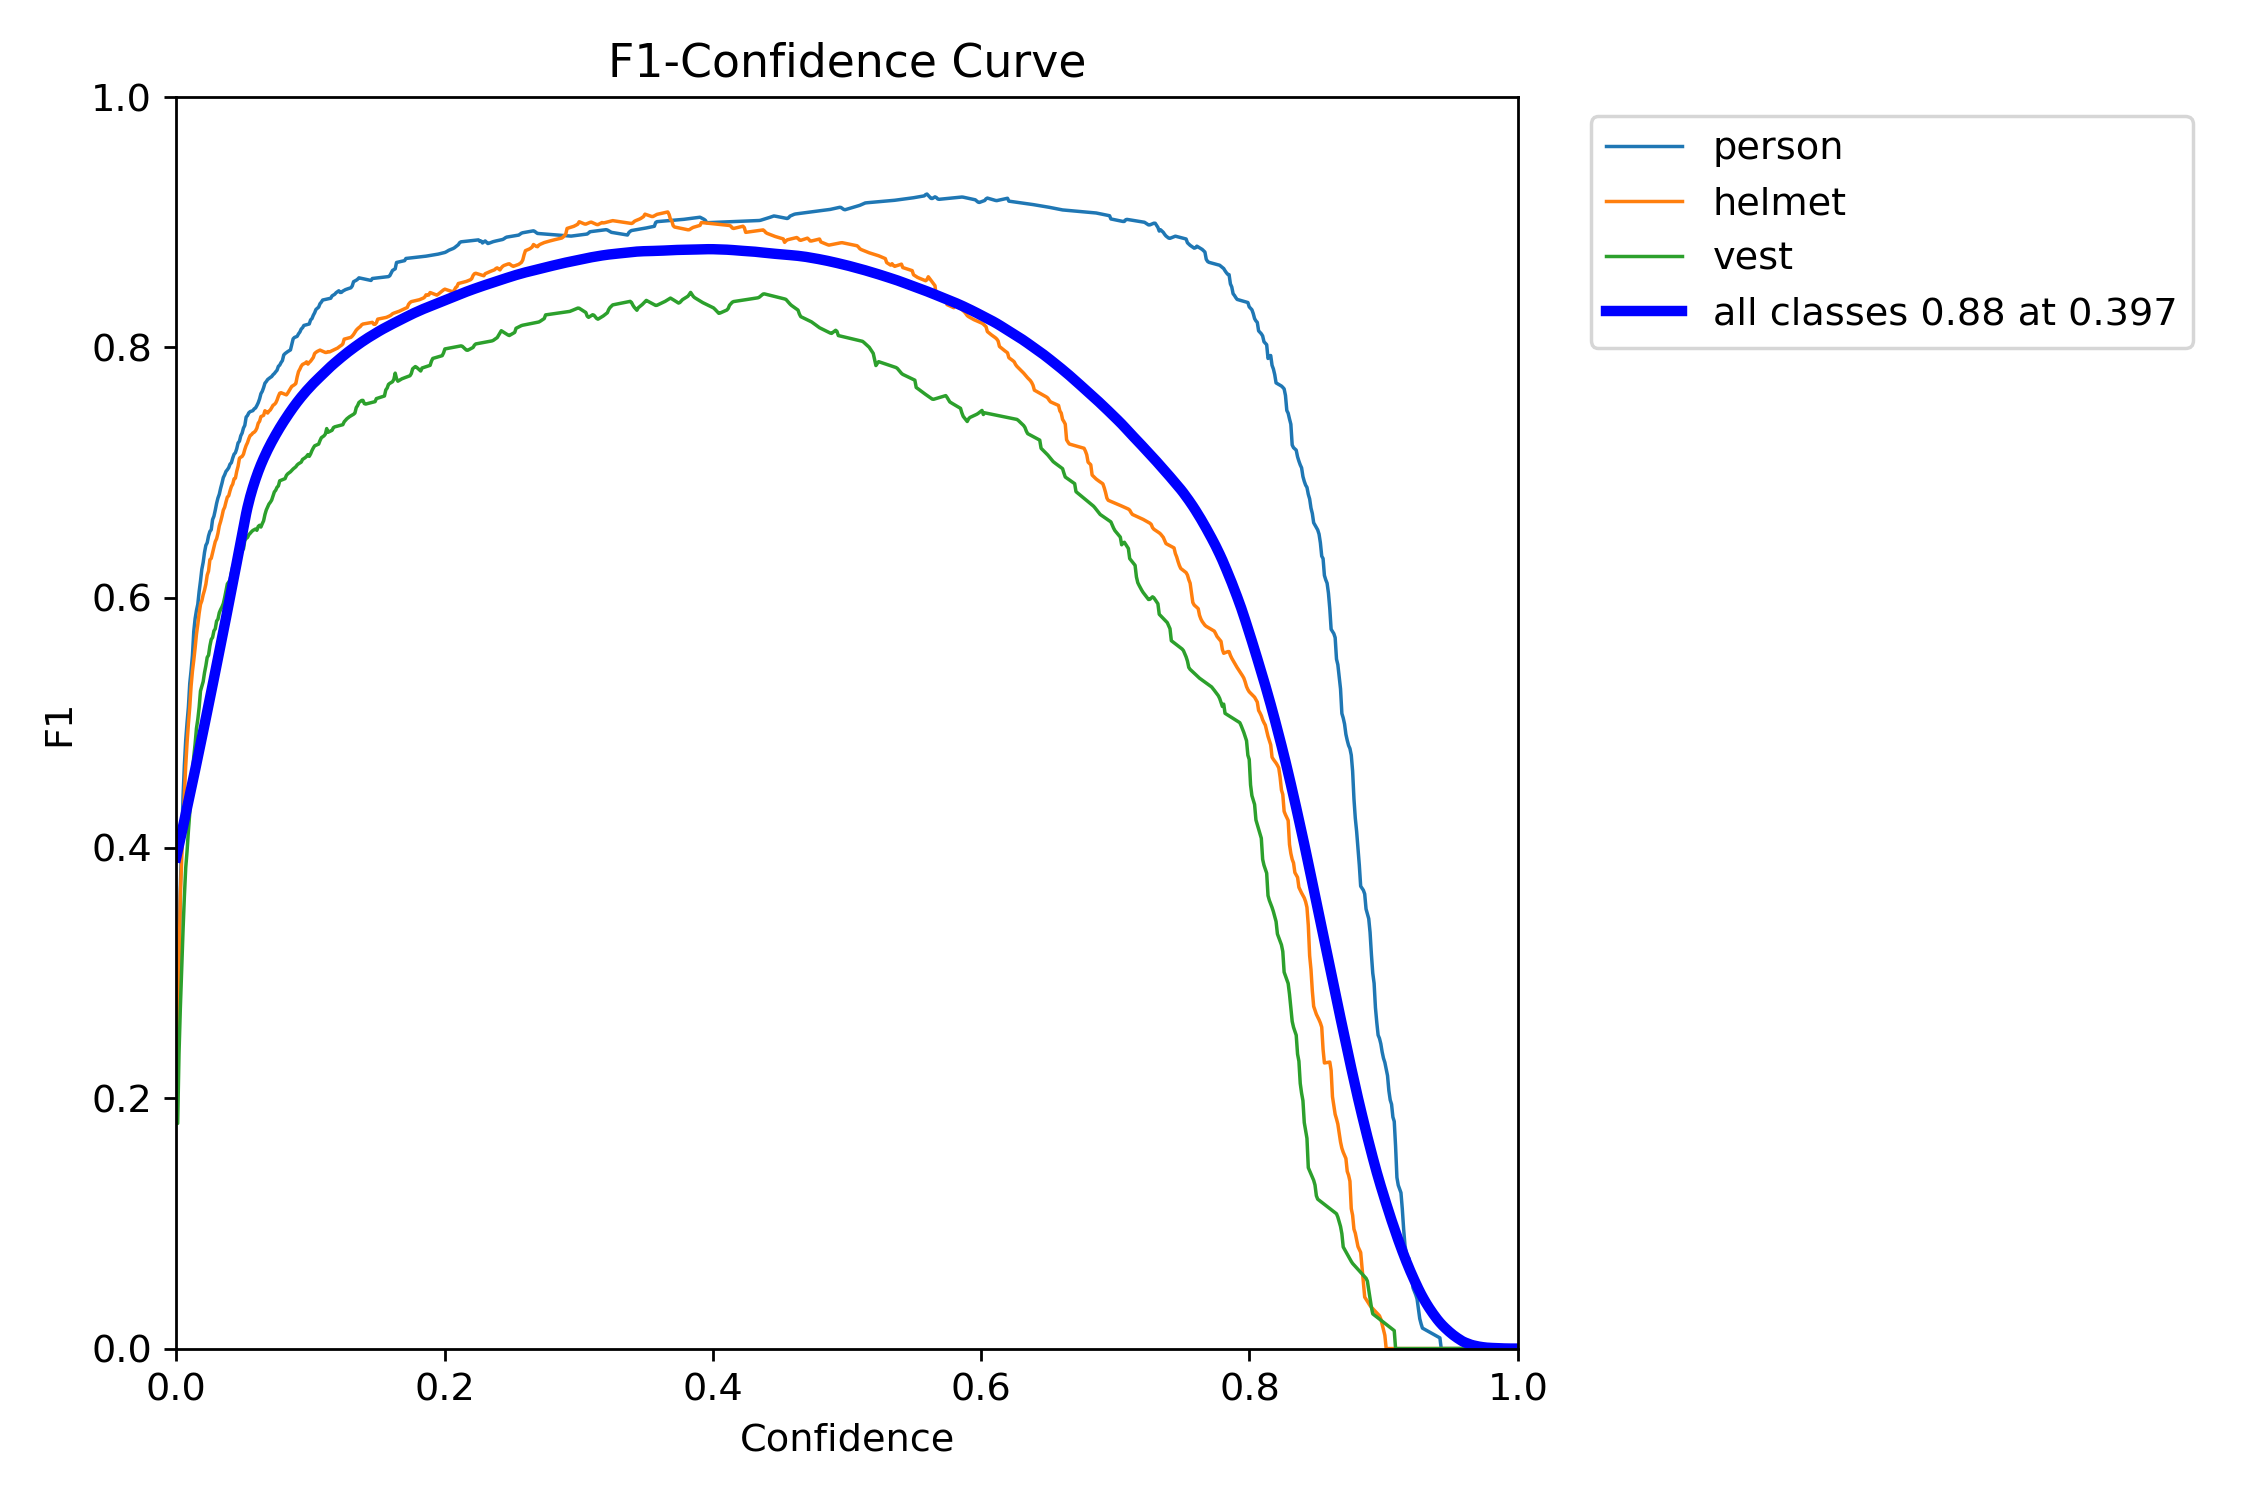 F1-Confidence Curve
1.0
0.8
0.6
0.4
0.2
0.0
F1
0.0 0.2 0.4 0.6 0.8 1.0
Confidence
person
helmet
vest
all classes 0.88 at 0.397